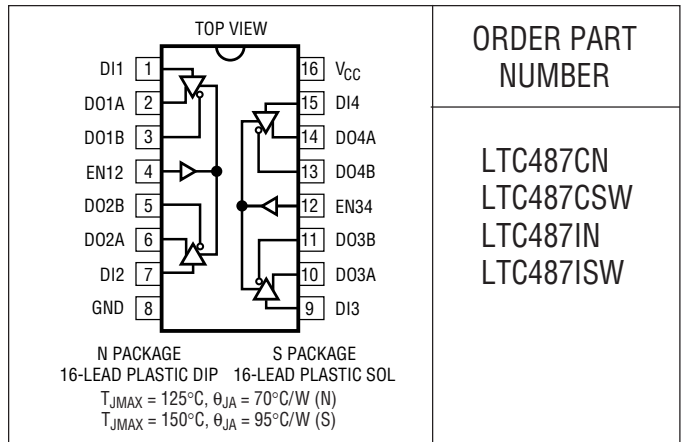 TOP VIEW
DI1 1
DO1A 2
DO1B 3
EN12 4
DO2B 5
DO2A 6
DI2 7
GND 8
16 VCC
15 DI4
14 DO4A
13 DO4B
12 EN34
11 DO3B
10 DO3A
9 DI3
N PACKAGE
16-LEAD PLASTIC DIP
S PACKAGE
16-LEAD PLASTIC SOL
TJMAX = 125°C, θJA = 70°C/W (N)
TJMAX = 150°C, θJA = 95°C/W (S)
ORDER PART
NUMBER
LTC487CN
LTC487CSW
LTC487IN
LTC487ISW